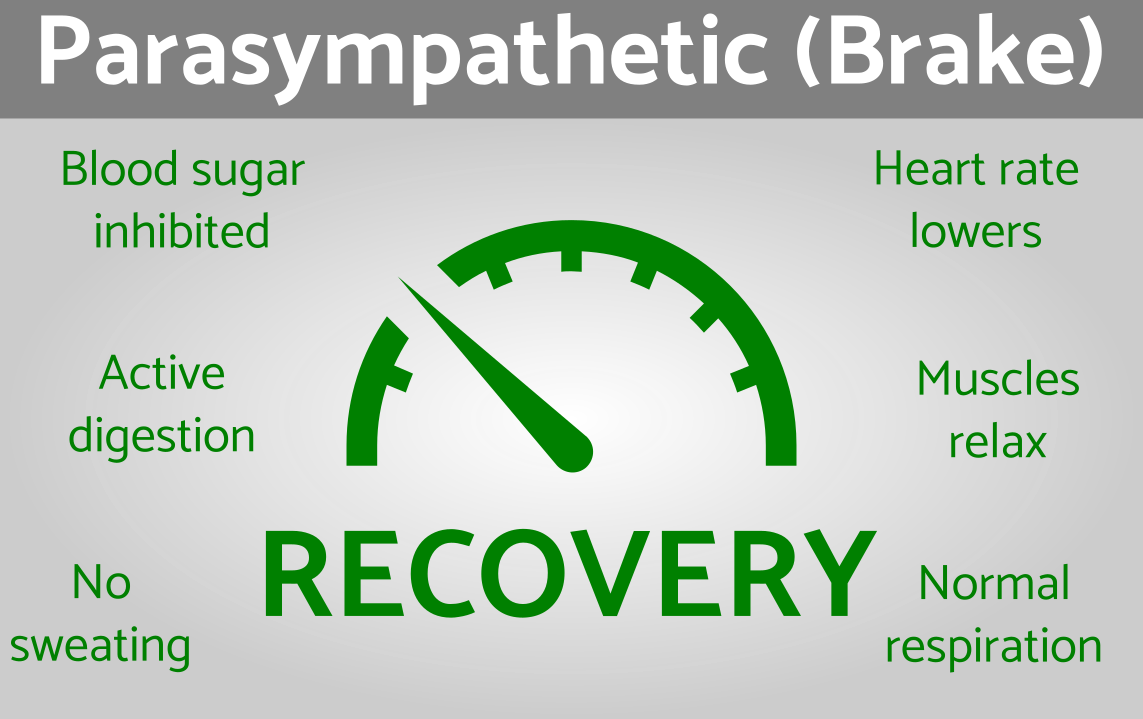 Parasympathetic (Brake)
Blood sugar
inhibited
Heart rate
lowers
Active
digestion
Muscles
relax
RECOVERY
No
sweating
Normal
respiration